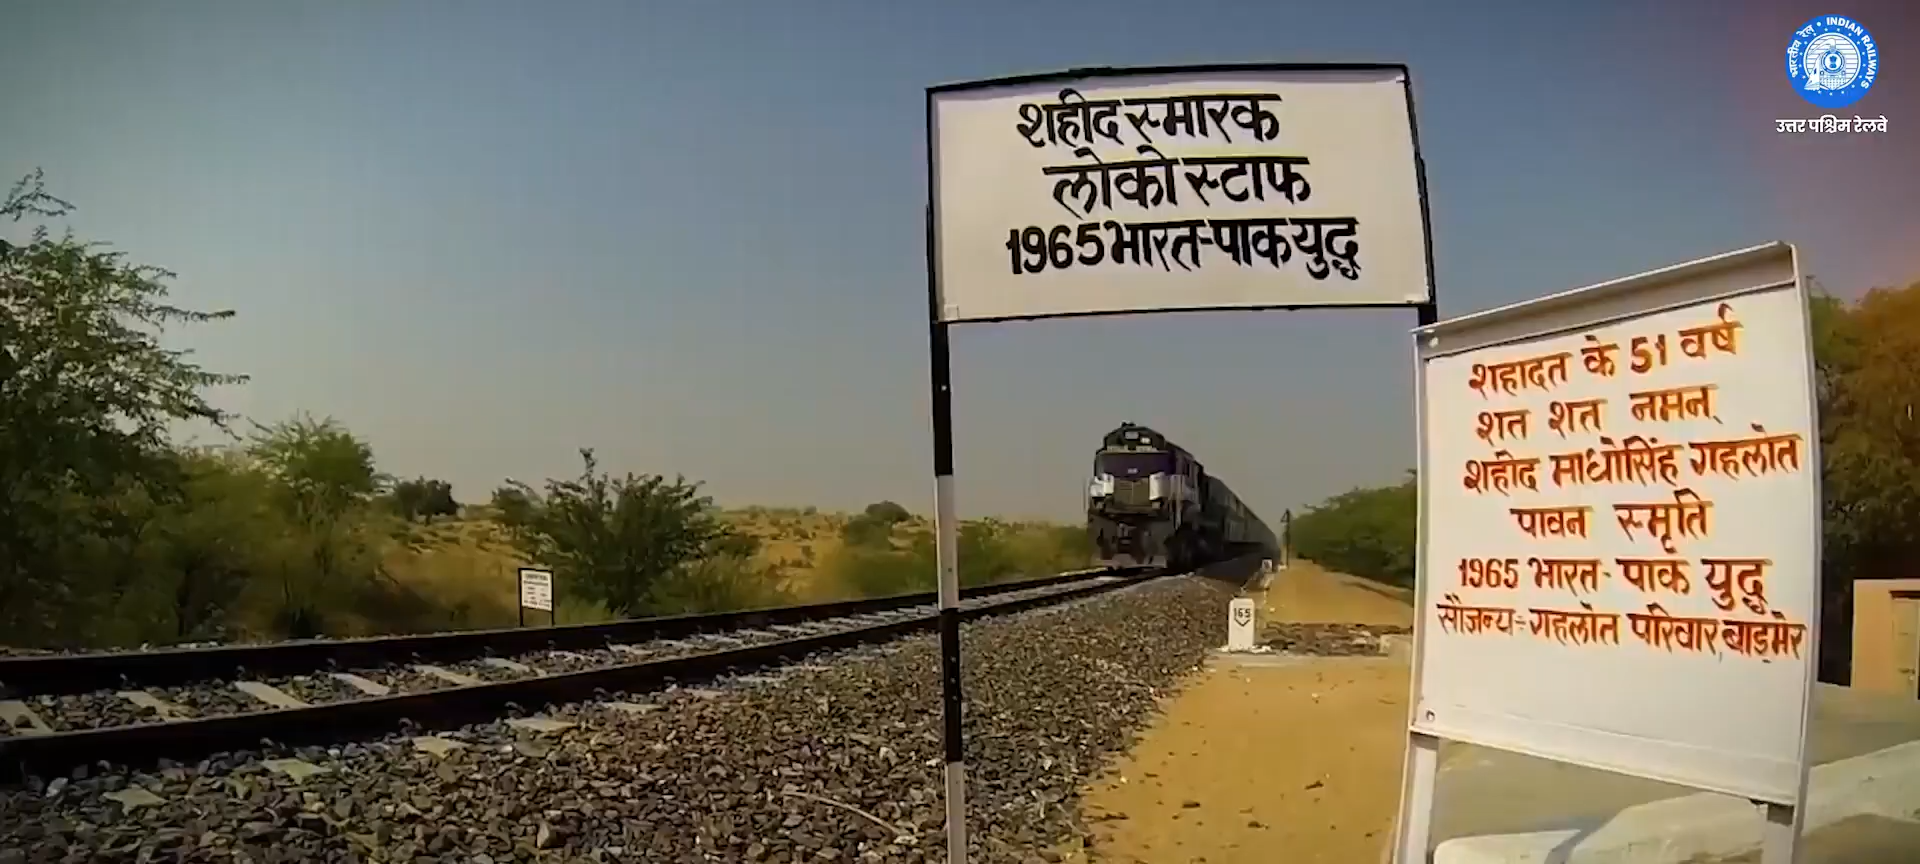 शहीद स्मारक
लोको स्टाफ
1965 भारत-पाक युद्ध
शहादत के 51 वर्ष
शत शत नमन्
शहीद माधोसिंह गहलोत
पावन स्मृति
1965 भारत-पाक युद्ध
सौजन्य-गहलोत परिवार, बाड़मेर
165
भारतीय रेल • INDIAN RAILWAYS
उत्तर पश्चिम रेलवे